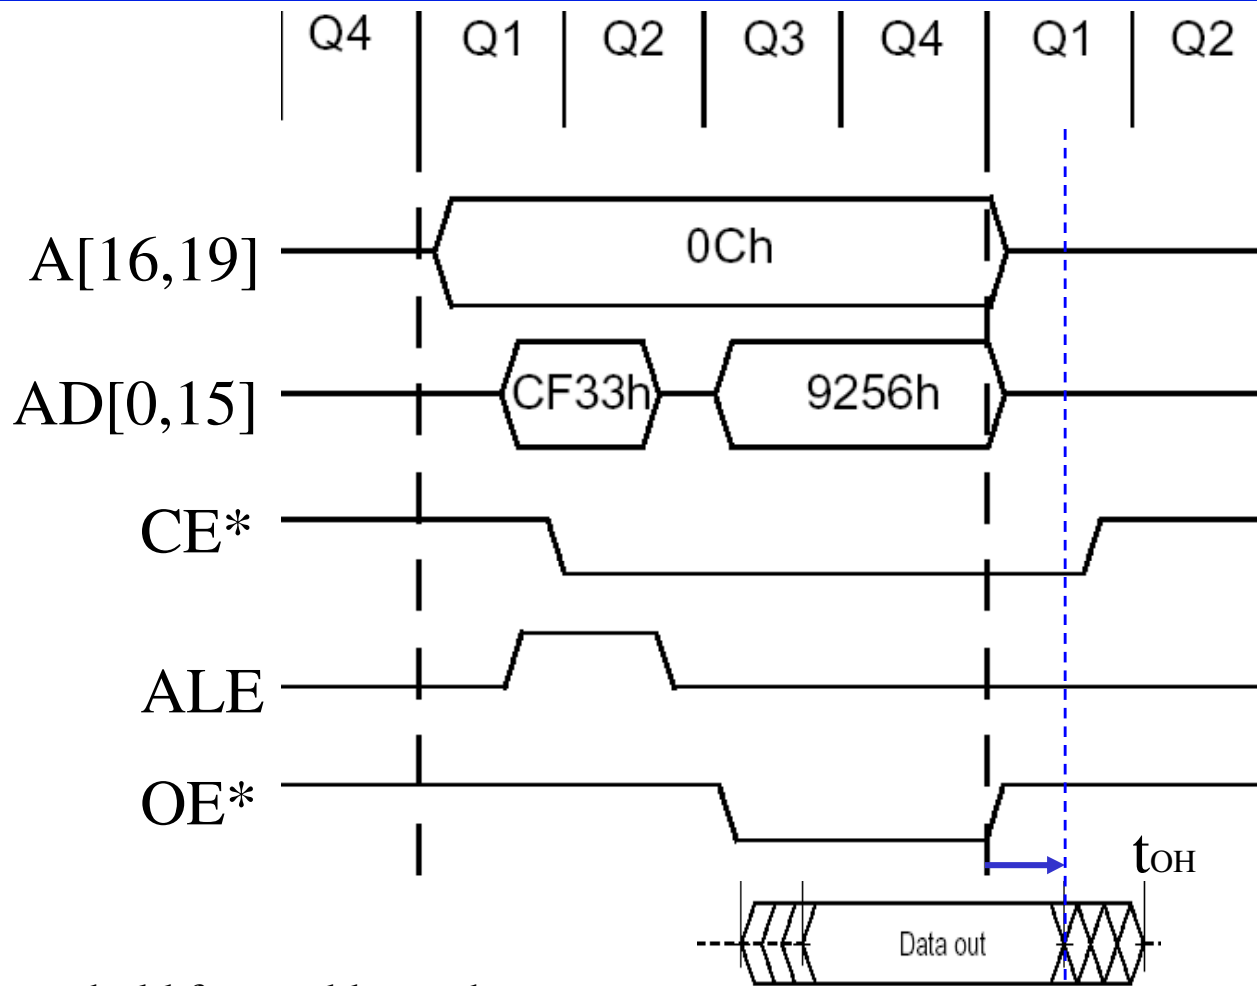 Q4 Q1 Q2 Q3 Q4 Q1 Q2
A[16,19] 0Ch
AD[0,15] CF33h 9256h
CE*
ALE
OE*
tOH
Data out